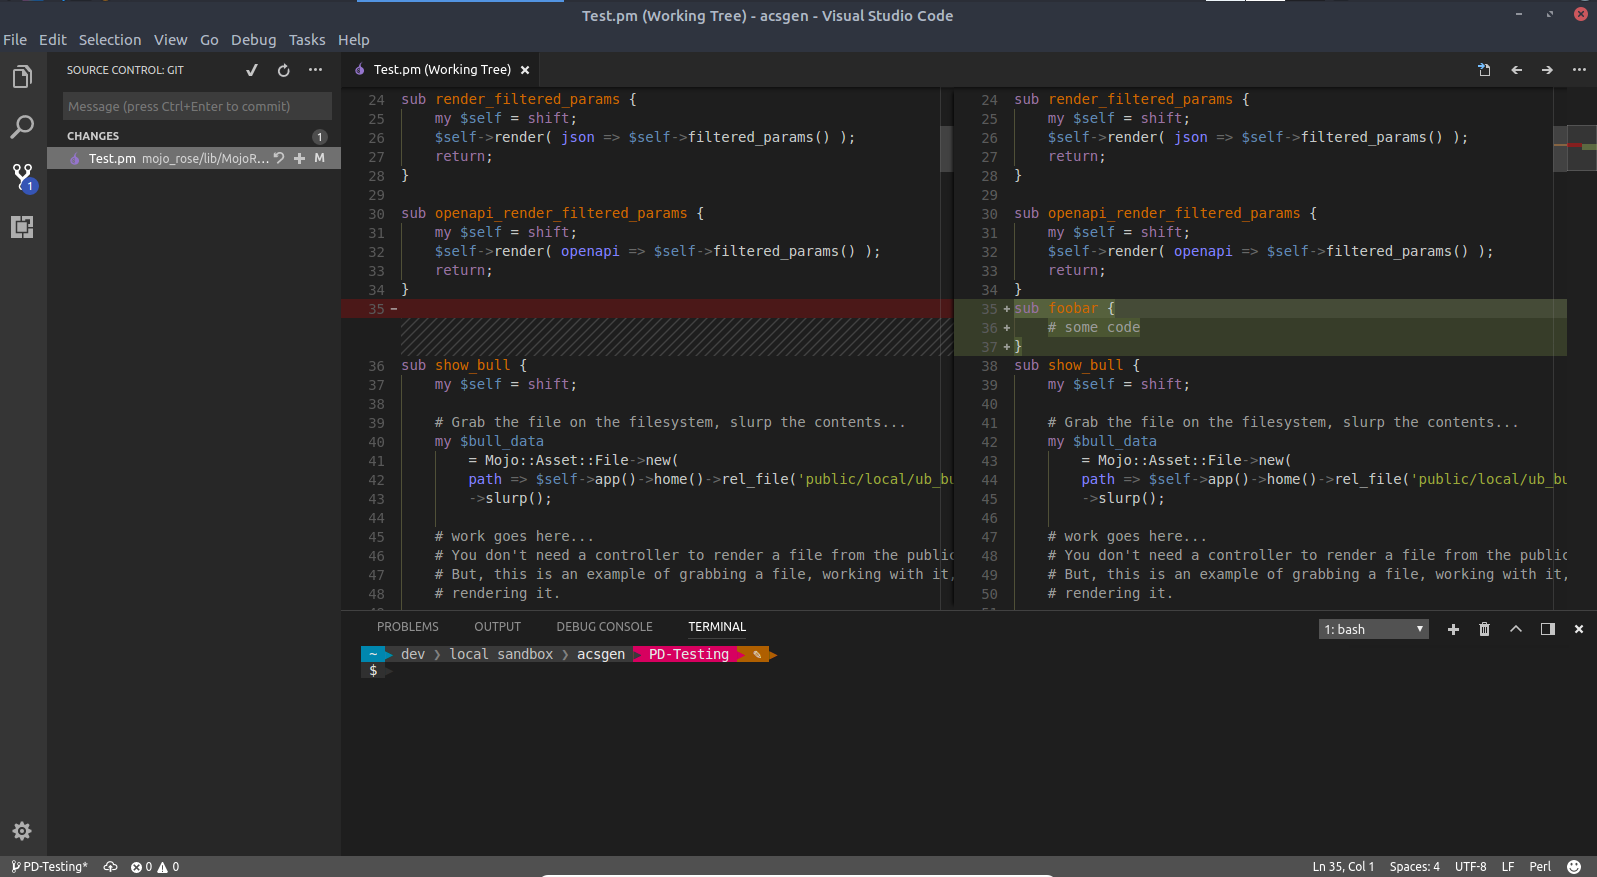 Test.pm (Working Tree) - acsgen - Visual Studio Code
File Edit Selection View Go Debug Tasks Help
SOURCE CONTROL: GIT
Message (press Ctrl+Enter to commit)
CHANGES 1
Test.pm mojo_rose/lib/MojoR... M
1
Test.pm (Working Tree)
24 sub render_filtered_params {
25 my $self = shift;
26 $self->render( json => $self->filtered_params() );
27 return;
28 }
29
30 sub openapi_render_filtered_params {
31 my $self = shift;
32 $self->render( openapi => $self->filtered_params() );
33 return;
34 }
35 -
36 sub show_bull {
37 my $self = shift;
38
39 # Grab the file on the filesystem, slurp the contents...
40 my $bull_data
41 = Mojo::Asset::File->new(
42 path => $self->app()->home()->rel_file('public/local/ub_bu
43 ->slurp();
44
45 # work goes here...
46 # You don't need a controller to render a file from the public
47 # But, this is an example of grabbing a file, working with it,
48 # rendering it.
24 sub render_filtered_params {
25 my $self = shift;
26 $self->render( json => $self->filtered_params() );
27 return;
28 }
29
30 sub openapi_render_filtered_params {
31 my $self = shift;
32 $self->render( openapi => $self->filtered_params() );
33 return;
34 }
35 + sub foobar {
36 + # some code
37 + }
38 sub show_bull {
39 my $self = shift;
40
41 # Grab the file on the filesystem, slurp the contents...
42 my $bull_data
43 = Mojo::Asset::File->new(
44 path => $self->app()->home()->rel_file('public/local/ub_bu
45 ->slurp();
46
47 # work goes here...
48 # You don't need a controller to render a file from the public
49 # But, this is an example of grabbing a file, working with it,
50 # rendering it.
PROBLEMS OUTPUT DEBUG CONSOLE TERMINAL
1: bash
~ dev ❯ local sandbox ❯ acsgen PD-Testing ✎
$
PD-Testing* 0 0
Ln 35, Col 1 Spaces: 4 UTF-8 LF Perl